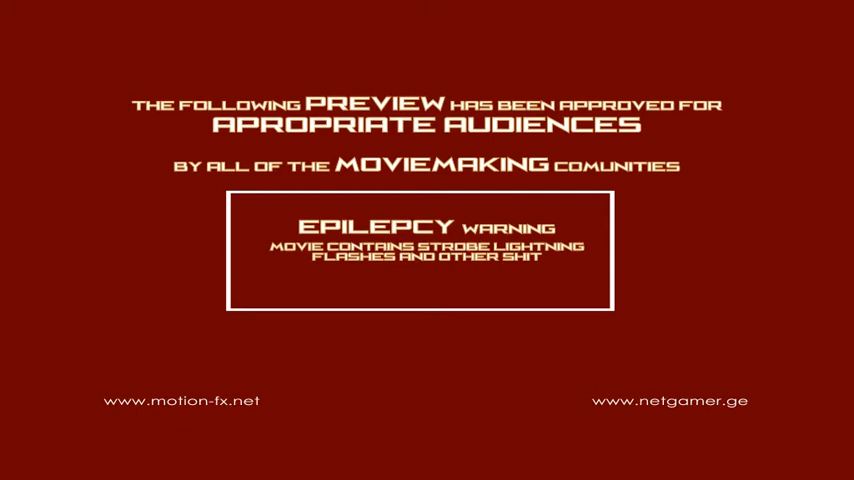 THE FOLLOWING PREVIEW HAS BEEN APPROVED FOR
APROPRIATE AUDIENCES
BY ALL OF THE MOVIEMAKING COMUNITIES
EPILEPCY WARNING
MOVIE CONTAINS STROBE LIGHTNING
FLASHES AND OTHER SHIT
www.motion-fx.net
www.netgamer.ge